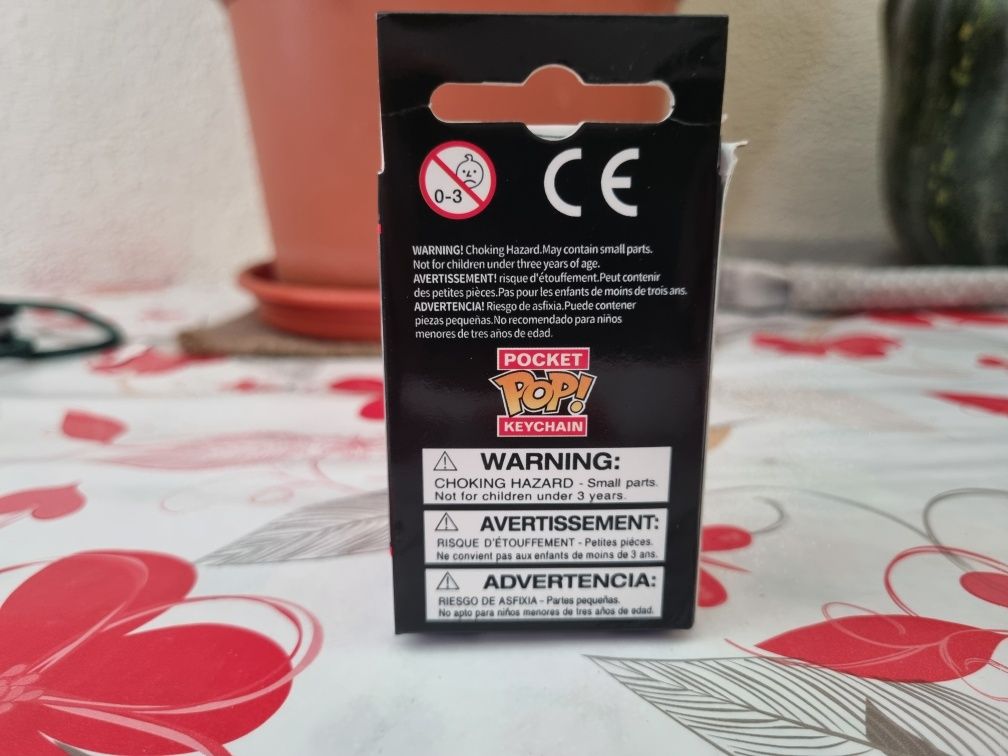 0-3
CE
WARNING! Choking Hazard.May contain small parts.
Not for children under three years of age.
AVERTISSEMENT! risque d'étouffement.Peut contenir
des petites pièces.Pas pour les enfants de moins de trois ans.
ADVERTENCIA! Riesgo de asfixia.Puede contener
piezas pequeñas.No recomendado para niños
menores de tres años de edad.
POCKET
POP!
KEYCHAIN
WARNING:
CHOKING HAZARD - Small parts.
Not for children under 3 years.
AVERTISSEMENT:
RISQUE D'ÉTOUFFEMENT - Petites pièces.
Ne convient pas aux enfants de moins de 3 ans.
ADVERTENCIA:
RIESGO DE ASFIXIA - Partes pequeñas.
No apto para niños menores de tres años de edad.